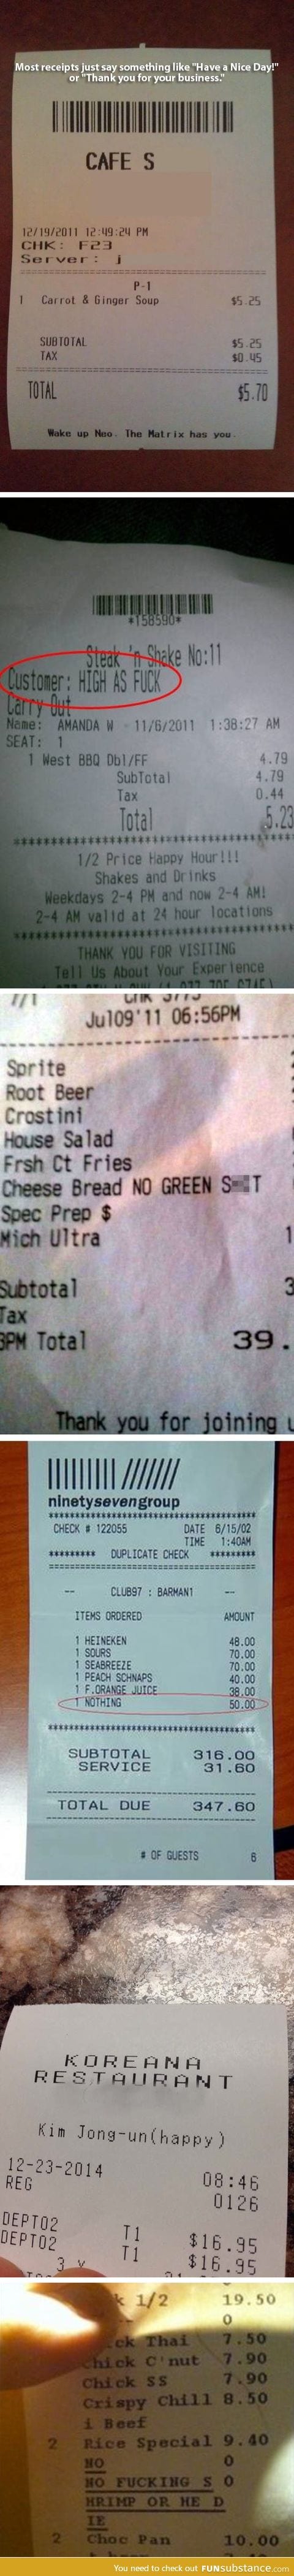 Most receipts just say something like "Have a Nice Day!"
or "Thank you for your business."
CAFE S
12/19/2011 12:49:24 PM
CHK: F23
Server: j
P-1
1 Carrot & Ginger Soup $5.25
SUBTOTAL $5.25
TAX $0.45
TOTAL $5.70
Wake up Neo. The Matrix has you.
*158590*
Steak 'n Shake No:11
Customer: HIGH AS FUCK
Carry Out
Name: AMANDA W - 11/6/2011 1:38:27 AM
SEAT: 1
1 West BBQ Dbl/FF 4.79
SubTotal 4.79
Tax 0.44
Total 5.23
****************************************
1/2 Price Happy Hour!!!
Shakes and Drinks
Weekdays 2-4 PM and now 2-4 AM!
2-4 AM valid at 24 hour locations
****************************************
THANK YOU FOR VISITING
Tell Us About Your Experience
7/1 Chk 3775
Jul09'11 06:56PM
Sprite
Root Beer
Crostini
House Salad
Frsh Ct Fries
Cheese Bread NO GREEN S T
Spec Prep $
Mich Ultra 1
Subtotal 3
Tax
3PM Total 39.
Thank you for joining u
ninetysevengroup
****************************************
CHECK # 122055 DATE 6/15/02
TIME 1:40AM
********* DUPLICATE CHECK *********
========================================
-- CLUB97 : BARMAN1 --
ITEMS ORDERED AMOUNT
1 HEINEKEN 48.00
1 SOURS 70.00
1 SEABREEZE 70.00
1 PEACH SCHNAPS 40.00
1 F.ORANGE JUICE 38.00
1 NOTHING 50.00
****************************************
SUBTOTAL 316.00
SERVICE 31.60
TOTAL DUE 347.60
# OF GUESTS 6
KOREANA
RESTAURANT
Kim Jong-un(happy)
12-23-2014 08:46
REG 0126
DEPT02 T1 $16.95
DEPT02 T1 $16.95
k 1/2 19.50
-- 0
ck Thai 7.50
Chick C'nut 7.90
Chick SS 7.90
Crispy Chill 8.50
i Beef
2 Rice Special 9.40
NO 0
NO FUCKING S 0
HRIMP OR HE D
IE
2 Choc Pan 10.00
You need to check out FUNsubstance.com